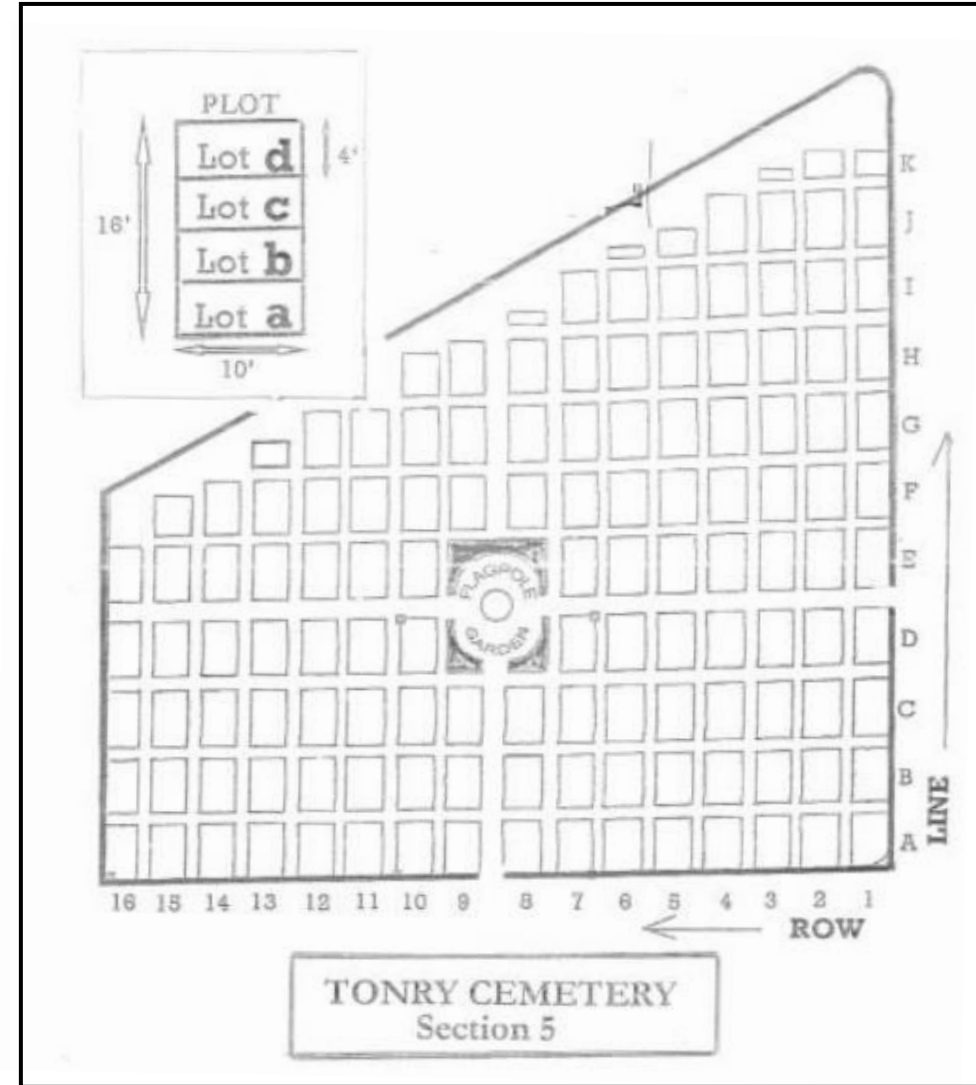 PLOT
Lot d
4'
Lot c
16'
Lot b
Lot a
10'
K
J
I
H
G
F
E
D
C
B
A
LINE
FLAGPOLE
GARDEN
16 15 14 13 12 11 10 9 8 7 6 5 4 3 2 1
ROW
TONRY CEMETERY
Section 5